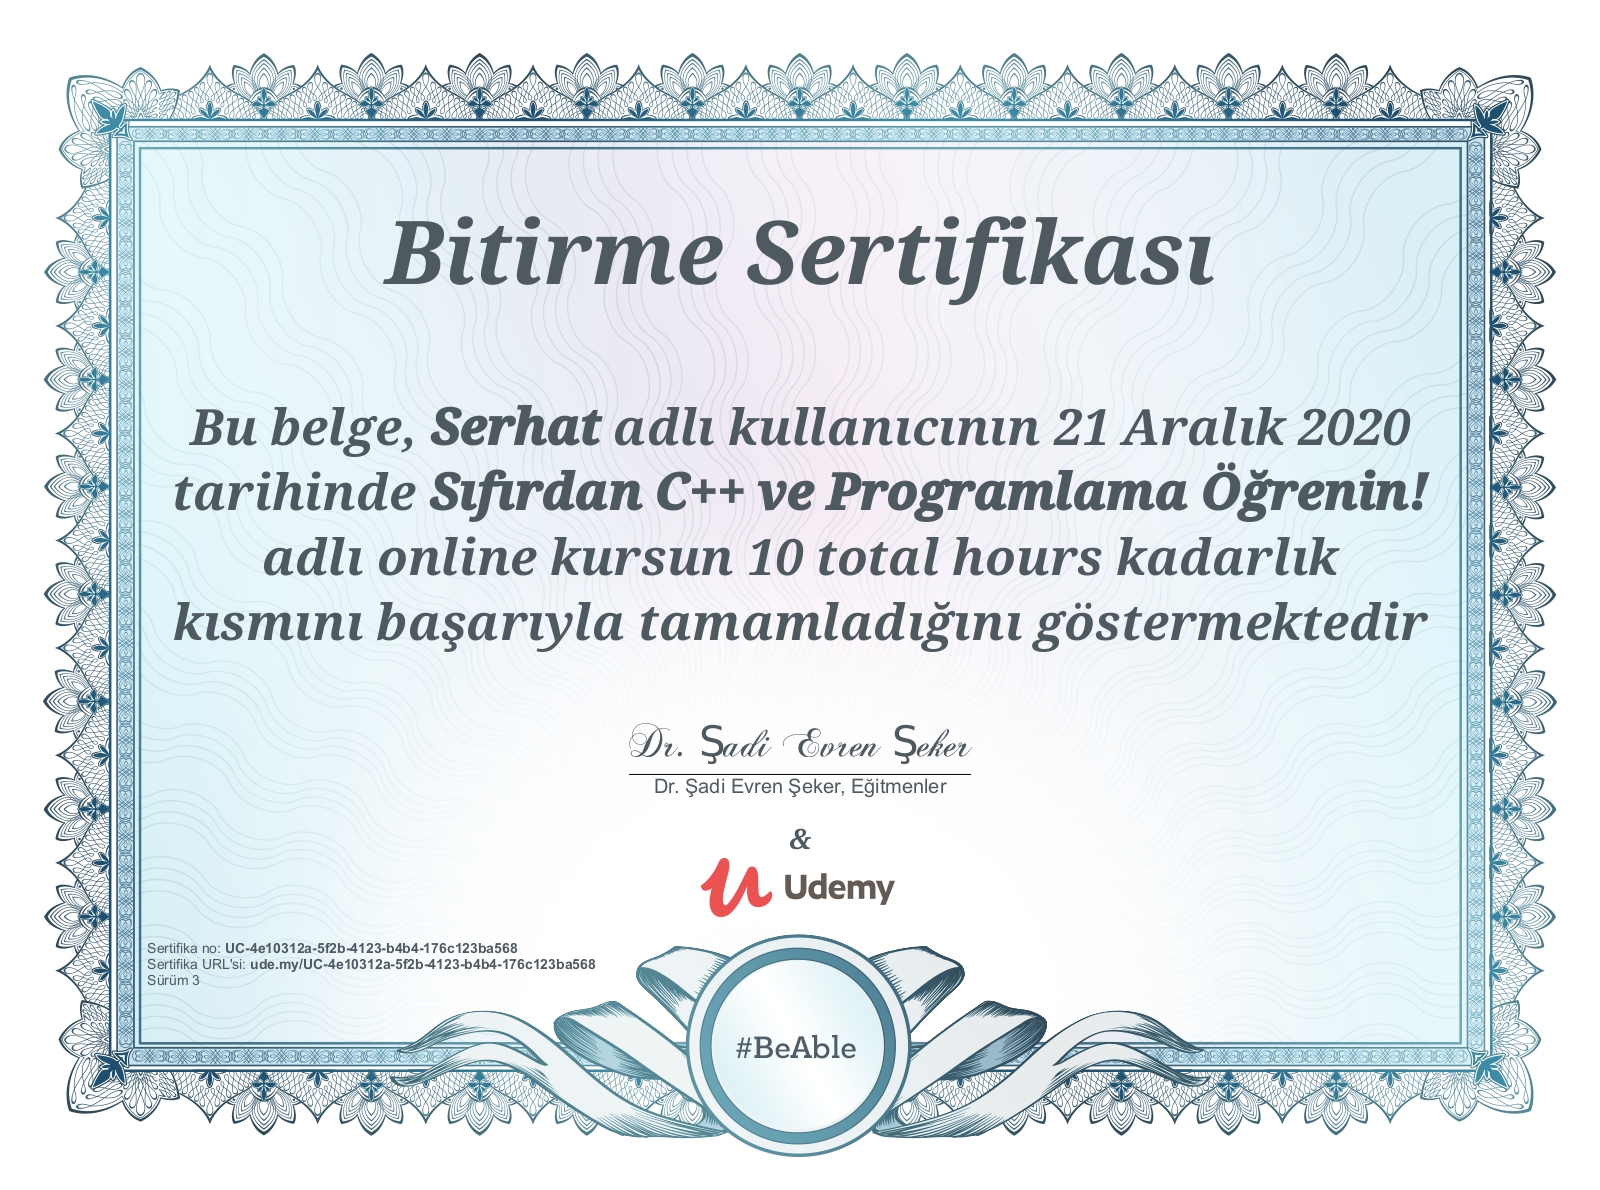 Bitirme Sertifikası
Bu belge, Serhat adlı kullanıcının 21 Aralık 2020
tarihinde Sıfırdan C++ ve Programlama Öğrenin!
adlı online kursun 10 total hours kadarlık
kısmını başarıyla tamamladığını göstermektedir
Dr. Şadi Evren Şeker
Dr. Şadi Evren Şeker, Eğitmenler
&
Udemy
Sertifika no: UC-4e10312a-5f2b-4123-b4b4-176c123ba568
Sertifika URL'si: ude.my/UC-4e10312a-5f2b-4123-b4b4-176c123ba568
Sürüm 3
#BeAble